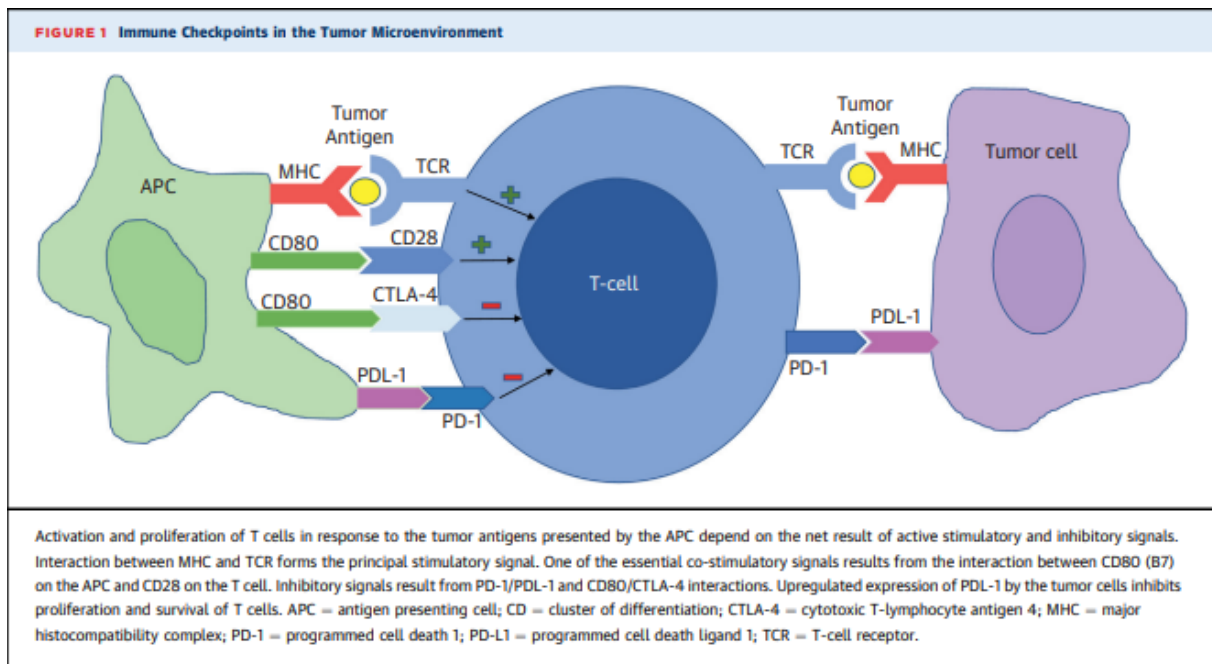 FIGURE 1 Immune Checkpoints in the Tumor Microenvironment
Tumor
Antigen
MHC
TCR
APC
CD80
CD28
CD80
CTLA-4
PDL-1
PD-1
T-cell
Tumor
Antigen
TCR
MHC
Tumor cell
PDL-1
PD-1
Activation and proliferation of T cells in response to the tumor antigens presented by the APC depend on the net result of active stimulatory and inhibitory signals.
Interaction between MHC and TCR forms the principal stimulatory signal. One of the essential co-stimulatory signals results from the interaction between CD80 (B7)
on the APC and CD28 on the T cell. Inhibitory signals result from PD-1/PDL-1 and CD80/CTLA-4 interactions. Upregulated expression of PDL-1 by the tumor cells inhibits
proliferation and survival of T cells. APC = antigen presenting cell; CD = cluster of differentiation; CTLA-4 = cytotoxic T-lymphocyte antigen 4; MHC = major
histocompatibility complex; PD-1 = programmed cell death 1; PD-L1 = programmed cell death ligand 1; TCR = T-cell receptor.